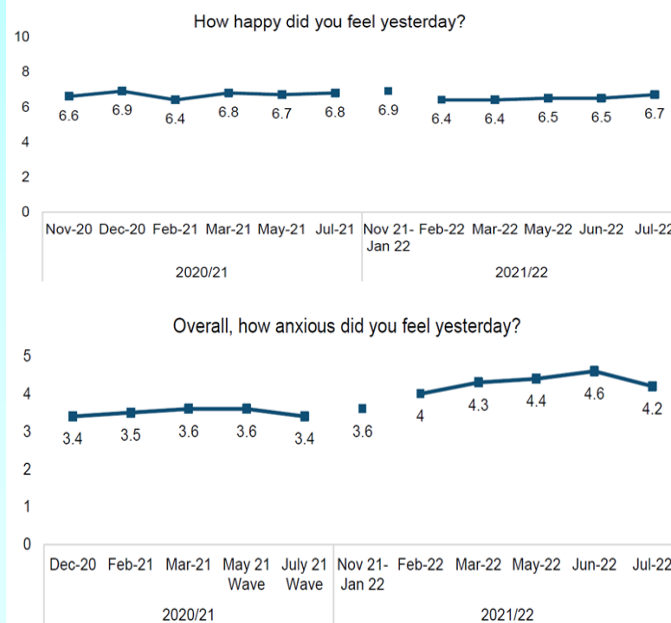 How happy did you feel yesterday?
10
8
6
4
2
0
6.6 6.9 6.4 6.8 6.7 6.8 6.9 6.4 6.4 6.5 6.5 6.7
Nov-20 Dec-20 Feb-21 Mar-21 May-21 Jul-21 Nov 21- Feb-22 Mar-22 May-22 Jun-22 Jul-22
Jan 22
2020/21 2021/22
Overall, how anxious did you feel yesterday?
5
4
3
2
1
0
3.4 3.5 3.6 3.6 3.4 3.6 4 4.3 4.4 4.6 4.2
Dec-20 Feb-21 Mar-21 May 21 July 21 Nov 21- Feb-22 Mar-22 May-22 Jun-22 Jul-22
Wave Wave Jan 22
2020/21 2021/22